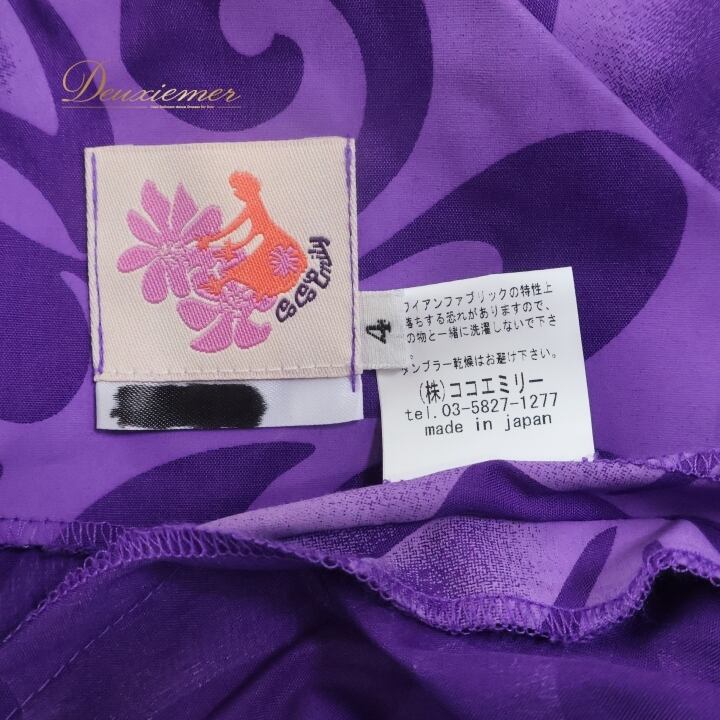 Deuxiemer
CoCo Emily
4
ワイアンファブリックの特性上
落ちする恐れがありますので、
の物と一緒に洗濯しないで下さ
。
タンブラー乾燥はお避け下さい。
(株)ココエミリー
tel.03-5827-1277
made in japan